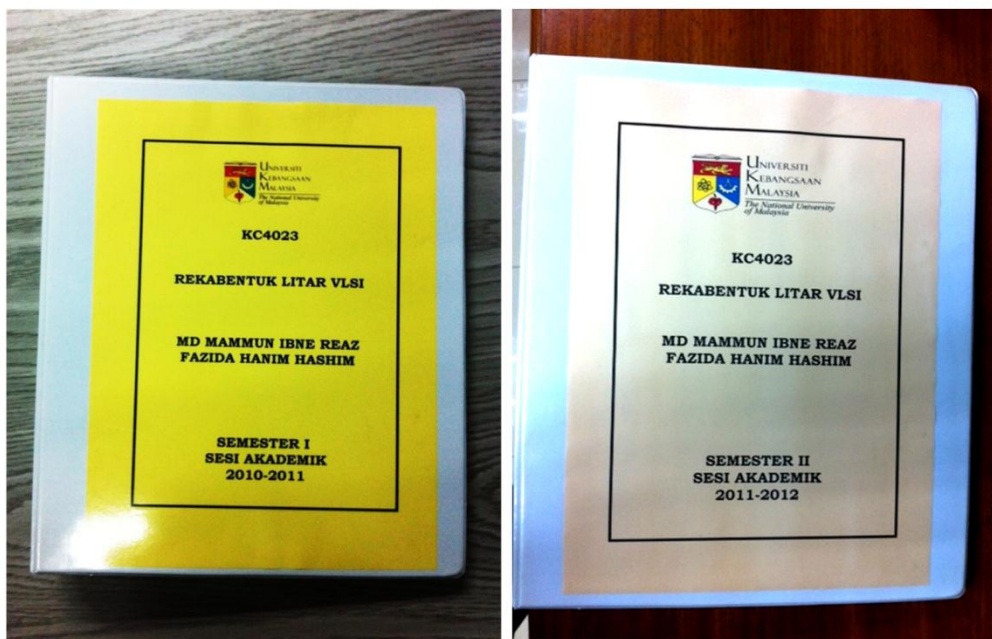 UNIVERSITI
KEBANGSAAN
MALAYSIA
The National University
of Malaysia
KC4023
REKABENTUK LITAR VLSI
MD MAMMUN IBNE REAZ
FAZIDA HANIM HASHIM
SEMESTER I
SESI AKADEMIK
2010-2011
UNIVERSITI
KEBANGSAAN
MALAYSIA
The National University
of Malaysia
KC4023
REKABENTUK LITAR VLSI
MD MAMMUN IBNE REAZ
FAZIDA HANIM HASHIM
SEMESTER II
SESI AKADEMIK
2011-2012